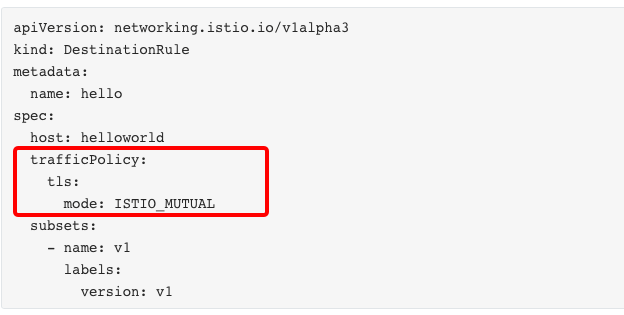 apiVersion: networking.istio.io/v1alpha3
kind: DestinationRule
metadata:
  name: hello
spec:
  host: helloworld
  trafficPolicy:
    tls:
      mode: ISTIO_MUTUAL
  subsets:
    - name: v1
      labels:
        version: v1